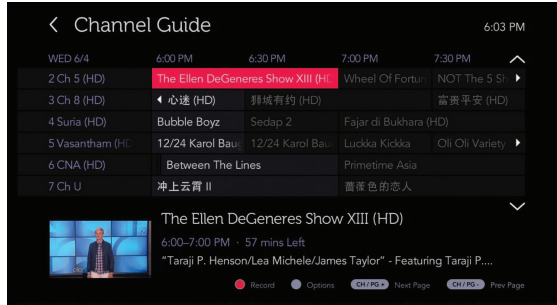 Channel Guide 6:03 PM
WED 6/4 6:00 PM 6:30 PM 7:00 PM 7:30 PM
2 Ch 5 (HD) The Ellen DeGeneres Show XIII (HD Wheel Of Fortun NOT The 5 Sh
3 Ch 8 (HD) 心迷 (HD) 狮城有约 (HD) 富贵平安 (HD)
4 Suria (HD) Bubble Boyz Sedap 2 Fajar di Bukhara (HD)
5 Vasantham (HD 12/24 Karol Baug 12/24 Karol Bau Luckka Kickka Oli Oli Variety
6 CNA (HD) Between The Lines Primetime Asia
7 Ch U 冲上云霄 II 蔷薇色的恋人
The Ellen DeGeneres Show XIII (HD)
6:00–7:00 PM · 57 mins Left
“Taraji P. Henson/Lea Michele/James Taylor” - Featuring Taraji P....
Record Options CH / PG + Next Page CH / PG - Prev Page